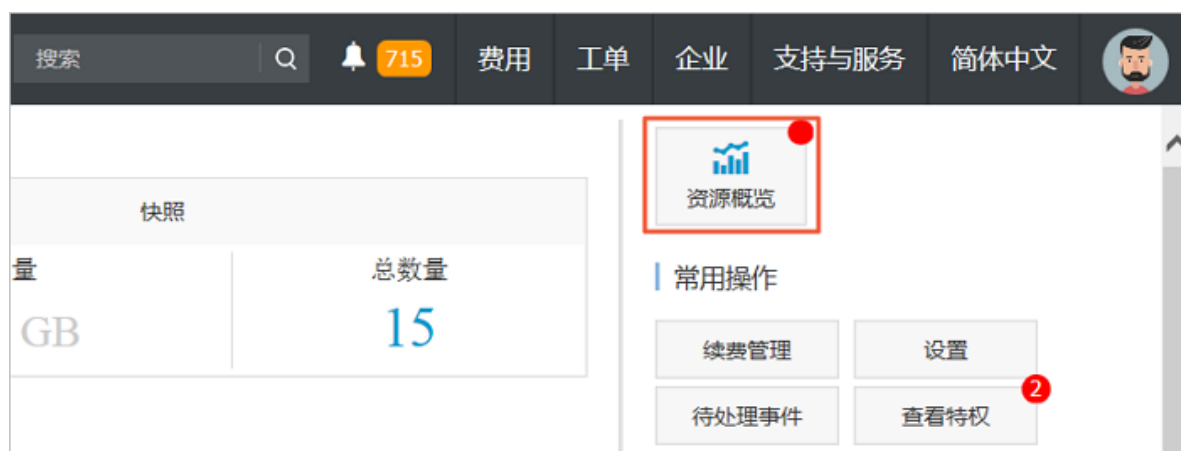 搜索 715 费用 工单 企业 支持与服务 简体中文
资源概览
快照
量 总数量
GB 15
常用操作
续费管理 设置
2
待处理事件 查看特权